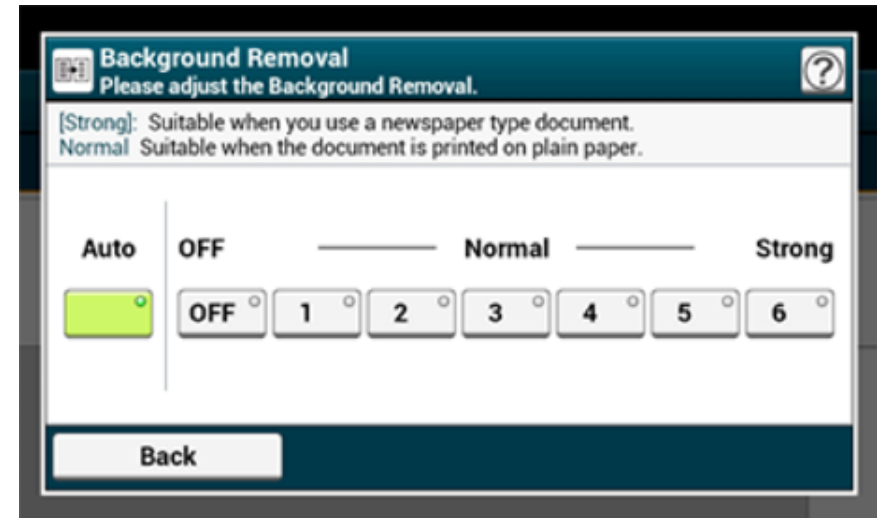 Background Removal
Please adjust the Background Removal.
?
[Strong]: Suitable when you use a newspaper type document.
Normal Suitable when the document is printed on plain paper.
Auto OFF Normal Strong
OFF 1 2 3 4 5 6
Back